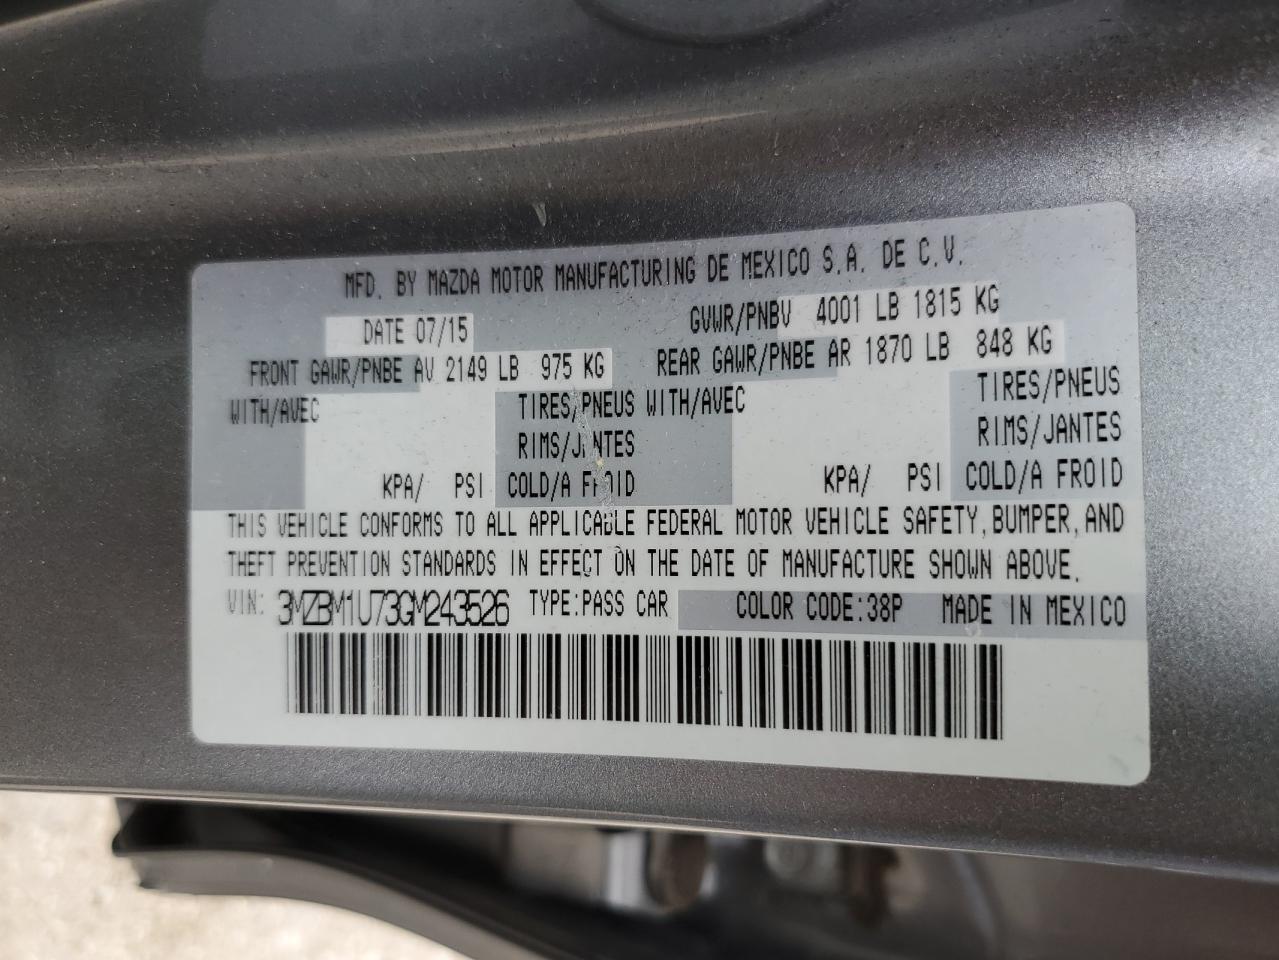 MFD. BY MAZDA MOTOR MANUFACTURING DE MEXICO S.A. DE C.V.
DATE 07/15 GVWR/PNBV 4001 LB 1815 KG
FRONT GAWR/PNBE AV 2149 LB 975 KG REAR GAWR/PNBE AR 1870 LB 848 KG
WITH/AVEC TIRES/PNEUS WITH/AVEC TIRES/PNEUS
RIMS/JANTES RIMS/JANTES
KPA/ PSI COLD/A FROID KPA/ PSI COLD/A FROID
THIS VEHICLE CONFORMS TO ALL APPLICABLE FEDERAL MOTOR VEHICLE SAFETY, BUMPER, AND
THEFT PREVENTION STANDARDS IN EFFECT ON THE DATE OF MANUFACTURE SHOWN ABOVE.
VIN: 3MZBM1U73GM243526 TYPE:PASS CAR COLOR CODE:38P MADE IN MEXICO